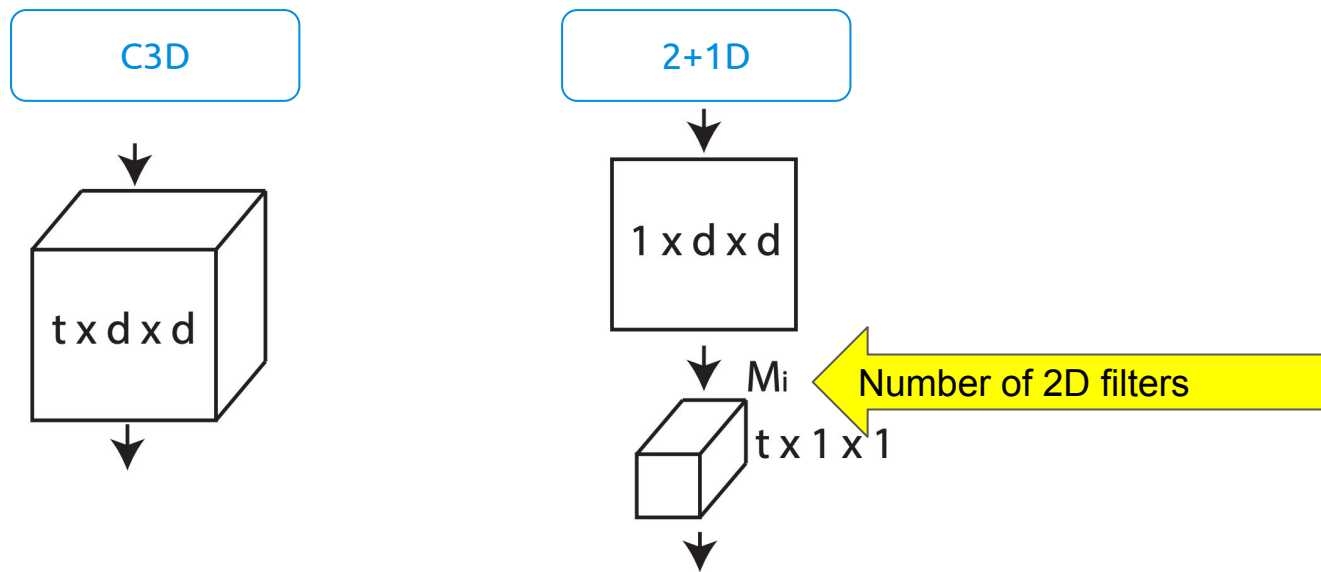 C3D
2+1D
t x d x d
1 x d x d
Mi
Number of 2D filters
t x 1 x 1